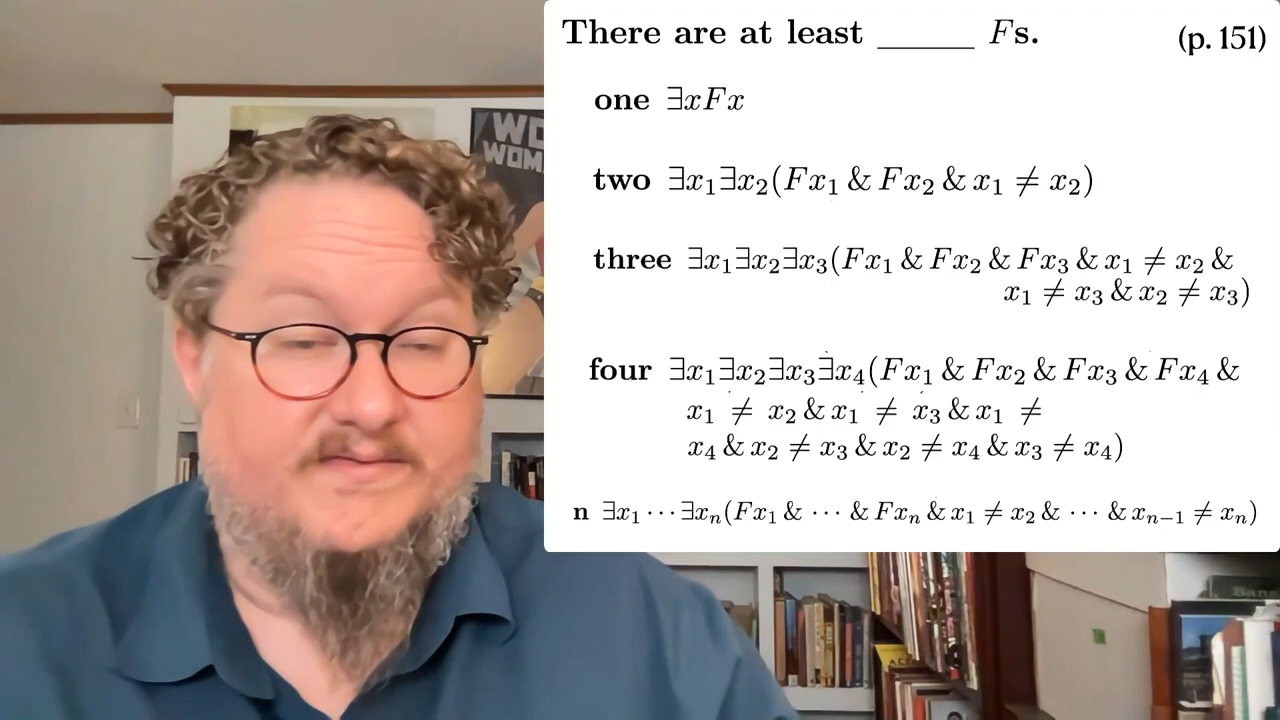 There are at least _____ Fs.
(p. 151)
one ∃xFx
two ∃x₁∃x₂(Fx₁ & Fx₂ & x₁ ≠ x₂)
three ∃x₁∃x₂∃x₃(Fx₁ & Fx₂ & Fx₃ & x₁ ≠ x₂ &
x₁ ≠ x₃ & x₂ ≠ x₃)
four ∃x₁∃x₂∃x₃∃x₄(Fx₁ & Fx₂ & Fx₃ & Fx₄ &
x₁ ≠ x₂ & x₁ ≠ x₃ & x₁ ≠
x₄ & x₂ ≠ x₃ & x₂ ≠ x₄ & x₃ ≠ x₄)
n ∃x₁ ⋯ ∃xₙ(Fx₁ & ⋯ & Fxₙ & x₁ ≠ x₂ & ⋯ & xₙ₋₁ ≠ xₙ)
WO
WOM